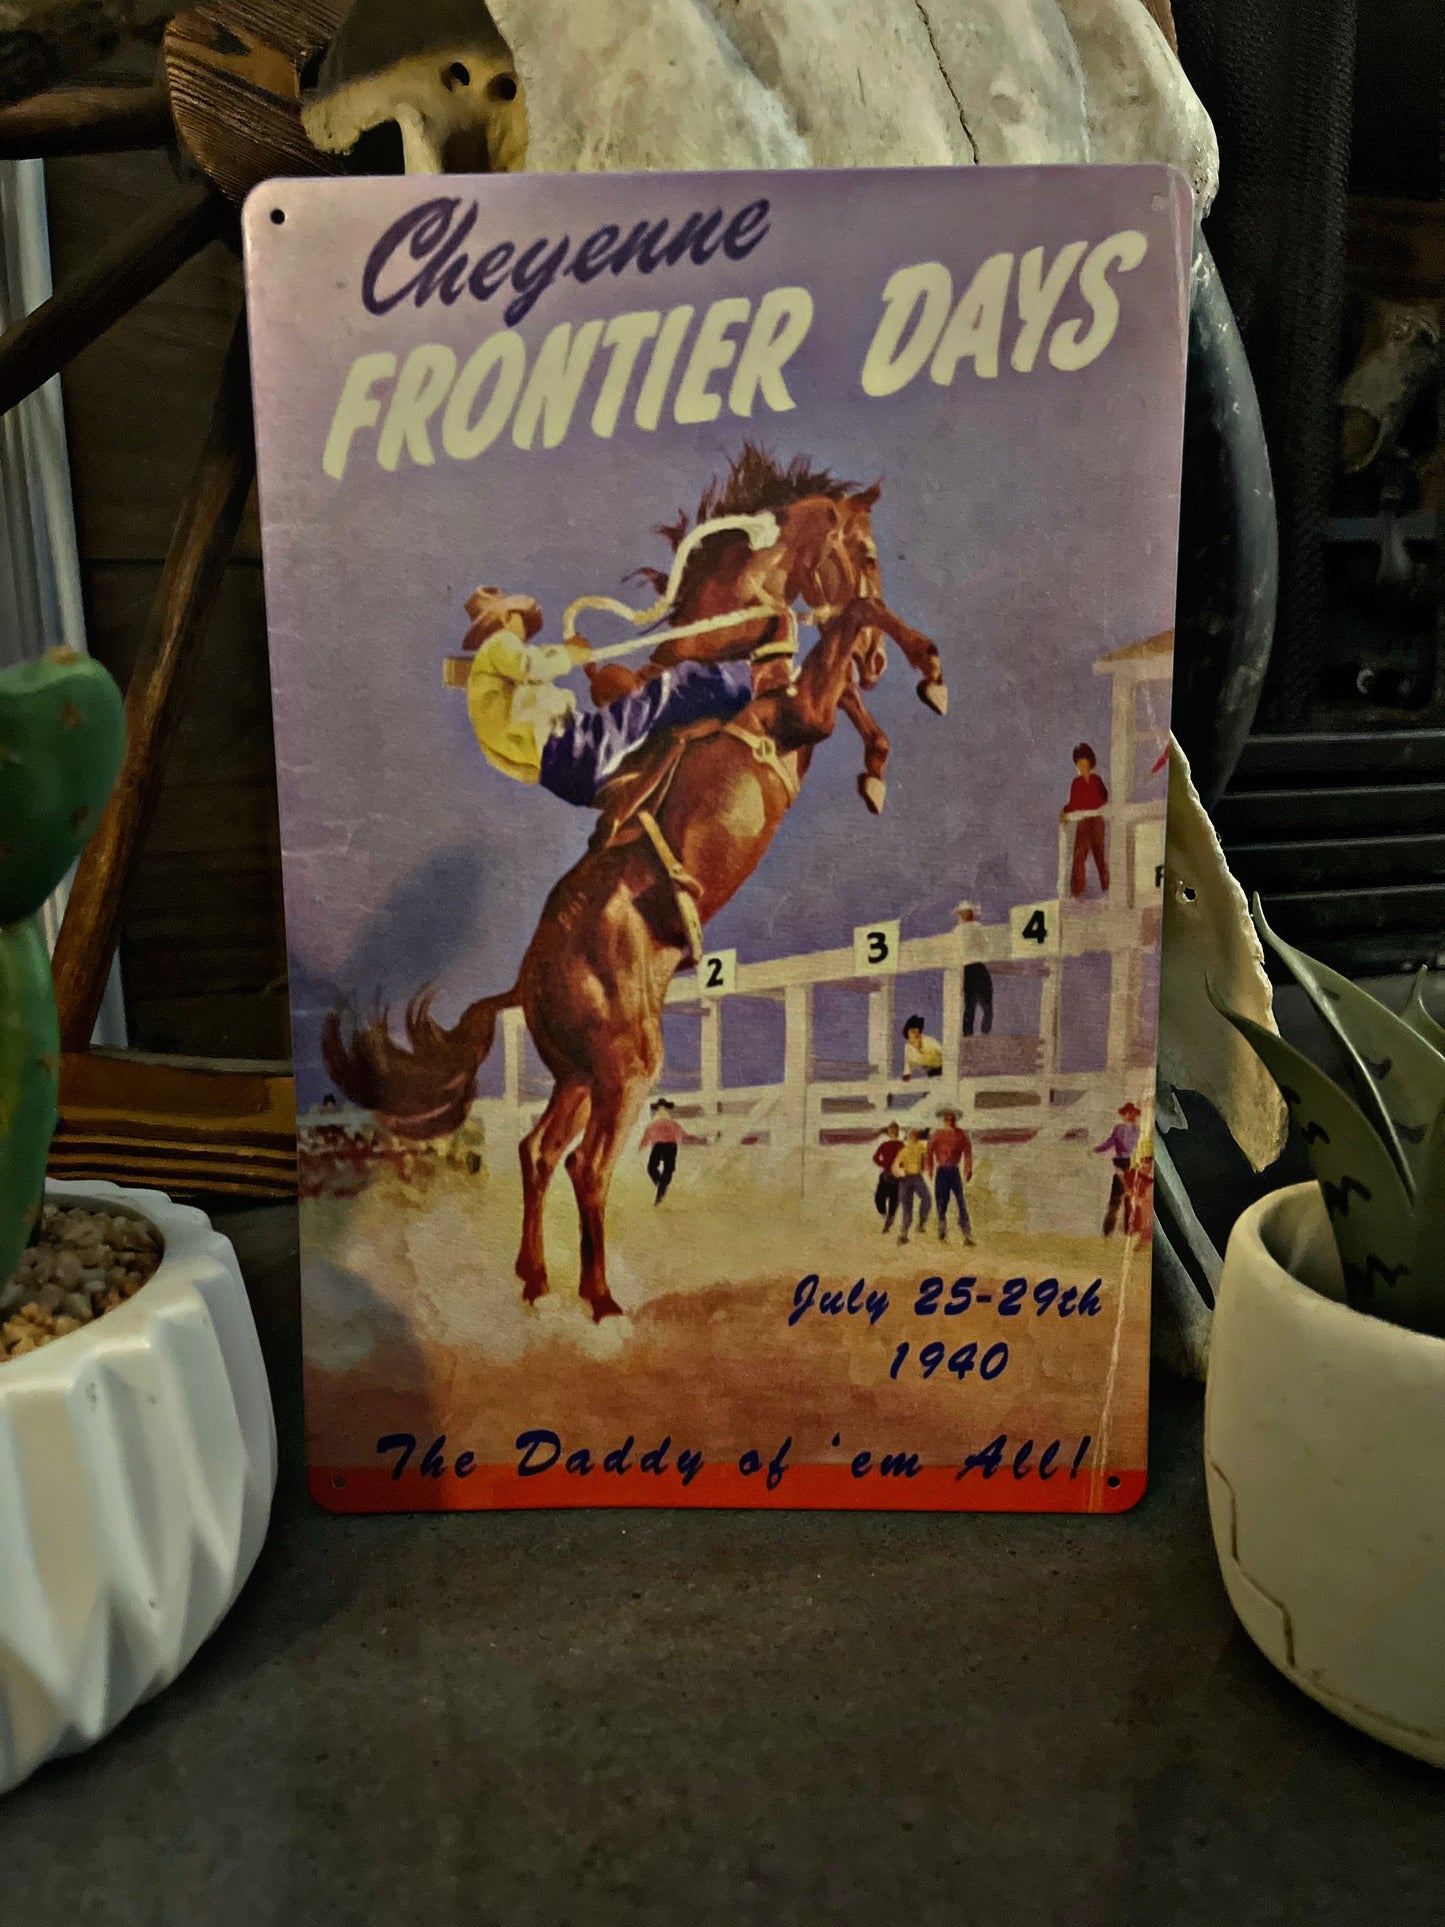 Cheyenne
FRONTIER DAYS
2
3
4
F
July 25-29th
1940
The Daddy of 'em All!